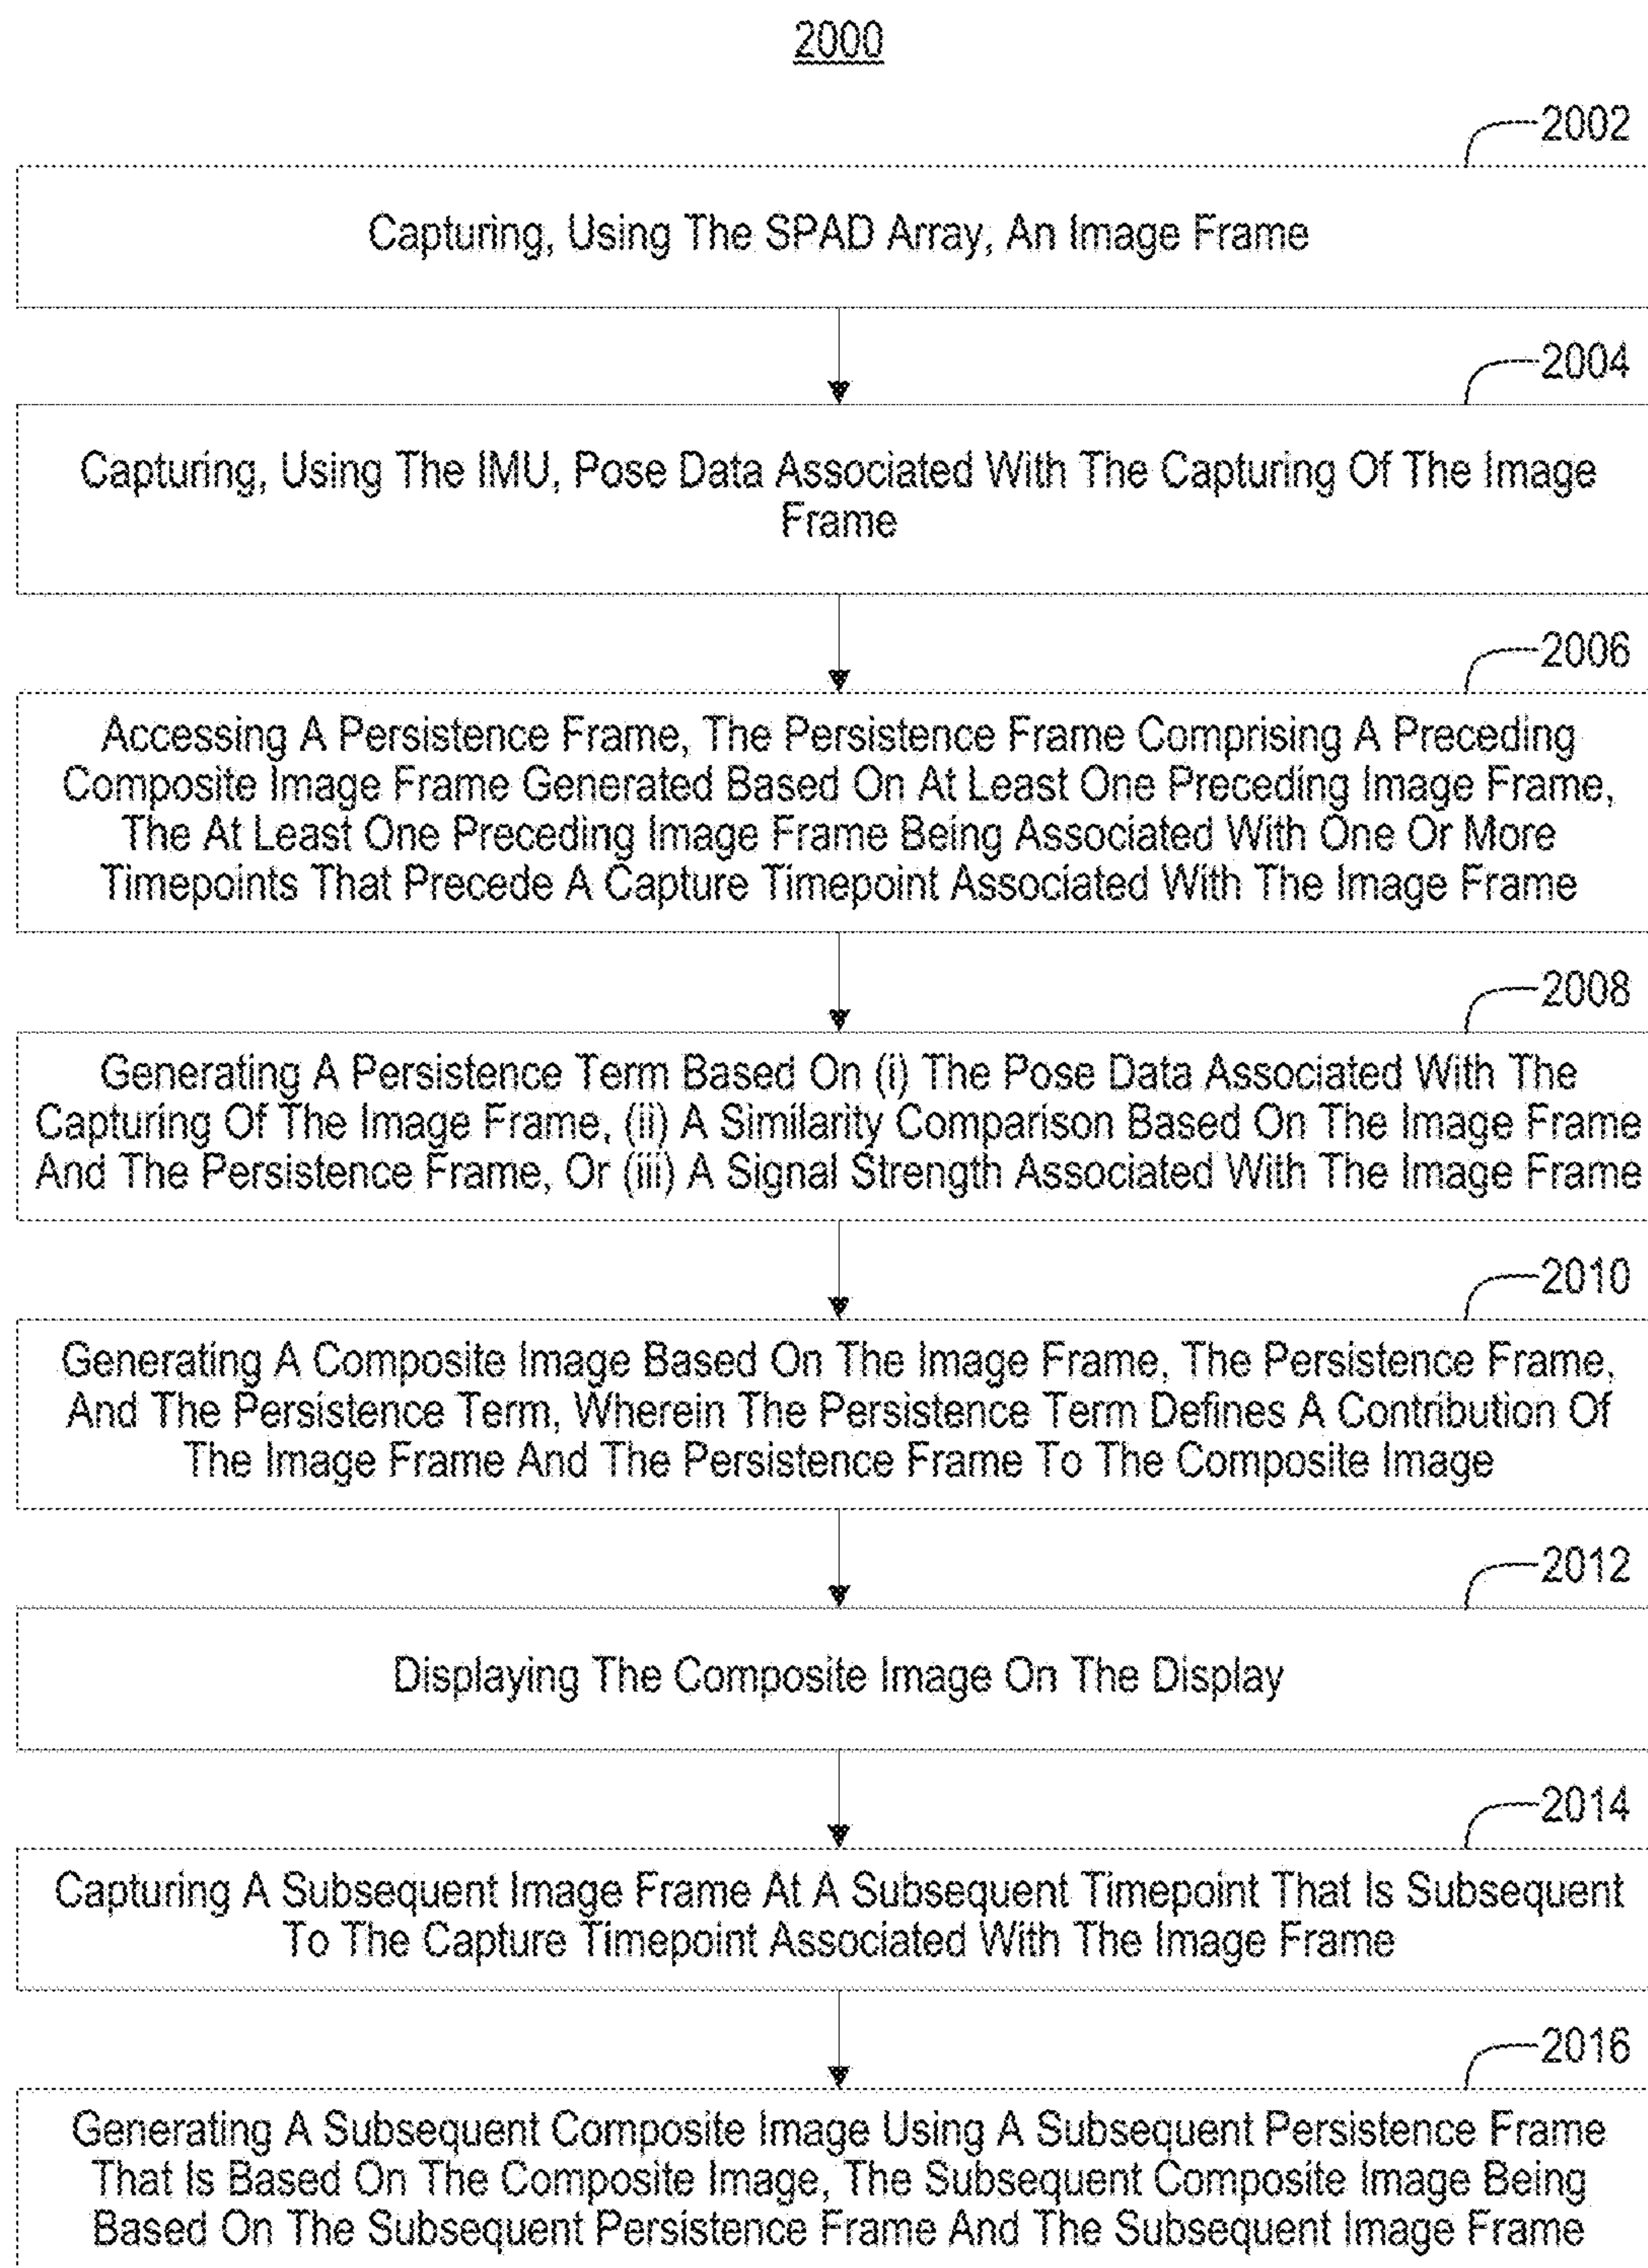 2000
2002
Capturing, Using The SPAD Array, An Image Frame
2004
Capturing, Using The IMU, Pose Data Associated With The Capturing Of The Image
Frame
2006
Accessing A Persistence Frame, The Persistence Frame Comprising A Preceding
Composite Image Frame Generated Based On At Least One Preceding Image Frame,
The At Least One Preceding Image Frame Being Associated With One Or More
Timepoints That Precede A Capture Timepoint Associated With The Image Frame
2008
Generating A Persistence Term Based On (i) The Pose Data Associated With The
Capturing Of The Image Frame, (ii) A Similarity Comparison Based On The Image Frame
And The Persistence Frame, Or (iii) A Signal Strength Associated With The Image Frame
2010
Generating A Composite Image Based On The Image Frame, The Persistence Frame,
And The Persistence Term, Wherein The Persistence Term Defines A Contribution Of
The Image Frame And The Persistence Frame To The Composite Image
2012
Displaying The Composite Image On The Display
2014
Capturing A Subsequent Image Frame At A Subsequent Timepoint That Is Subsequent
To The Capture Timepoint Associated With The Image Frame
2016
Generating A Subsequent Composite Image Using A Subsequent Persistence Frame
That Is Based On The Composite Image, The Subsequent Composite Image Being
Based On The Subsequent Persistence Frame And The Subsequent Image Frame